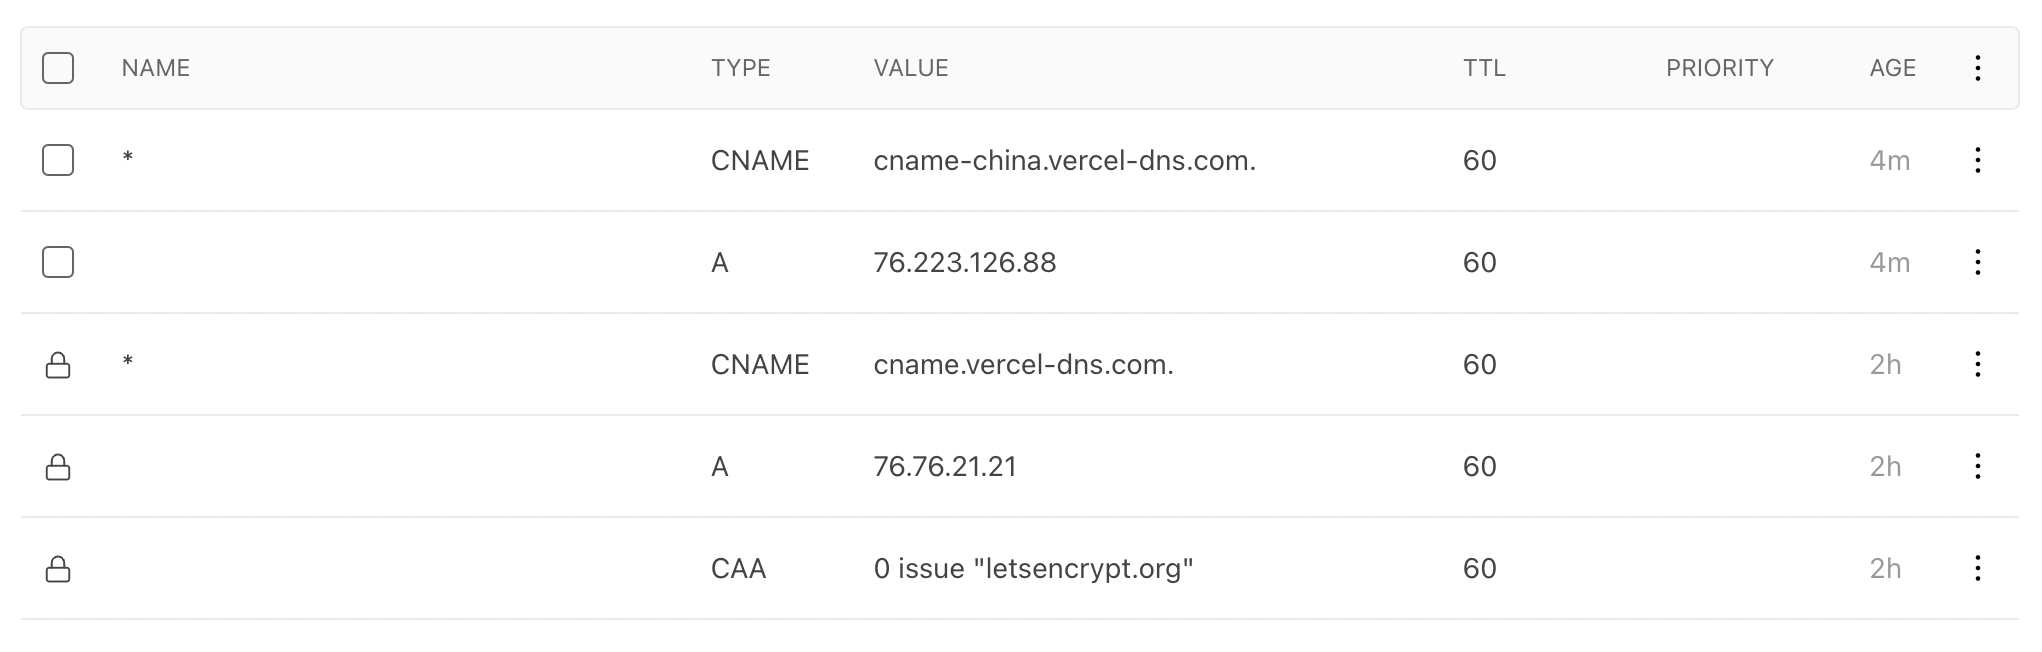 NAME TYPE VALUE TTL PRIORITY AGE
* CNAME cname-china.vercel-dns.com. 60 4m
A 76.223.126.88 60 4m
* CNAME cname.vercel-dns.com. 60 2h
A 76.76.21.21 60 2h
CAA 0 issue "letsencrypt.org" 60 2h